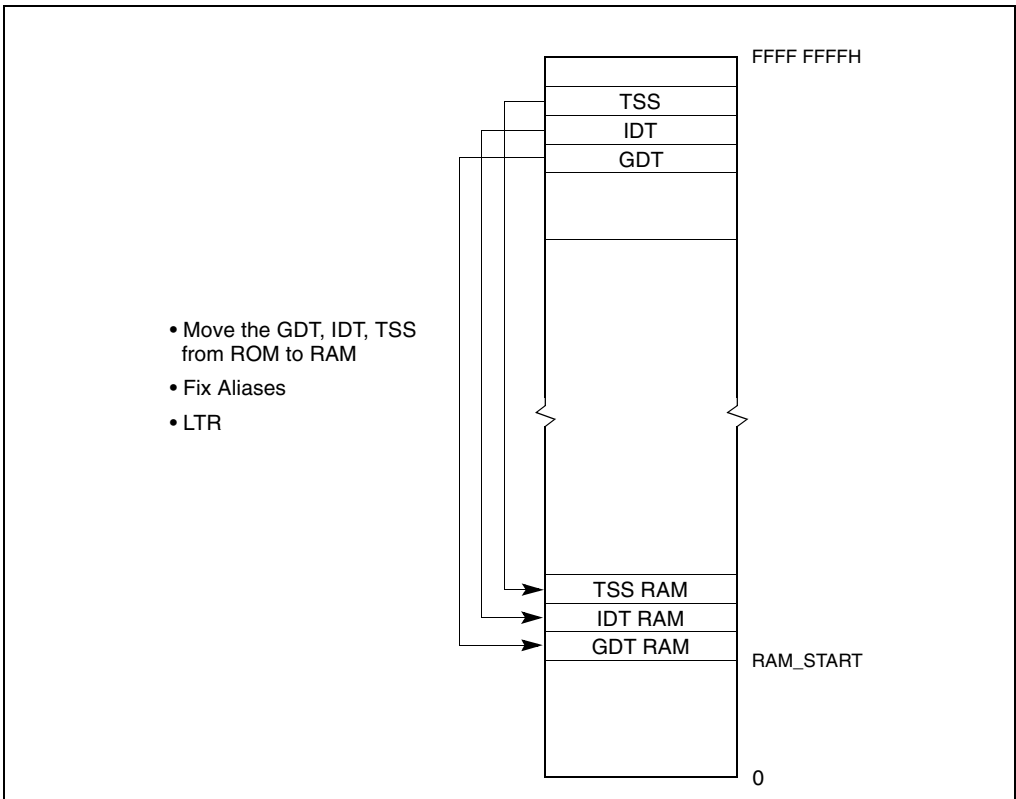 FFFF FFFFH
TSS
IDT
GDT
• Move the GDT, IDT, TSS
from ROM to RAM
• Fix Aliases
• LTR
TSS RAM
IDT RAM
GDT RAM
RAM_START
0